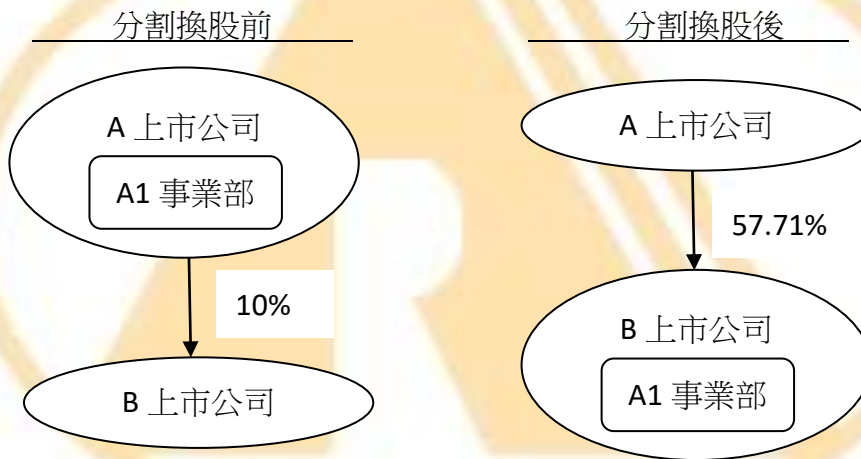 分割換股前
A 上市公司
A1 事業部
10%
B 上市公司
分割換股後
A 上市公司
57.71%
B 上市公司
A1 事業部